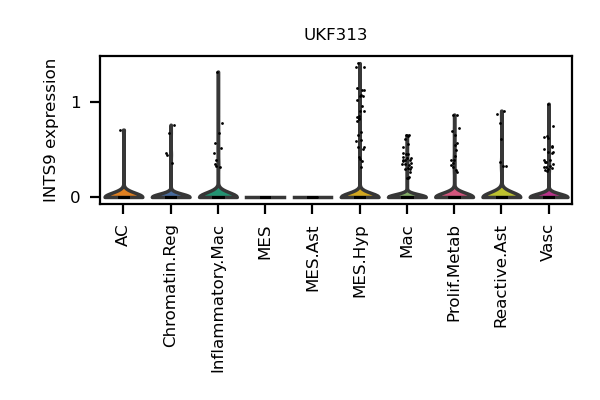 UKF313
INTS9 expression
1
0
AC
Chromatin.Reg
Inflammatory.Mac
MES
MES.Ast
MES.Hyp
Mac
Prolif.Metab
Reactive.Ast
Vasc